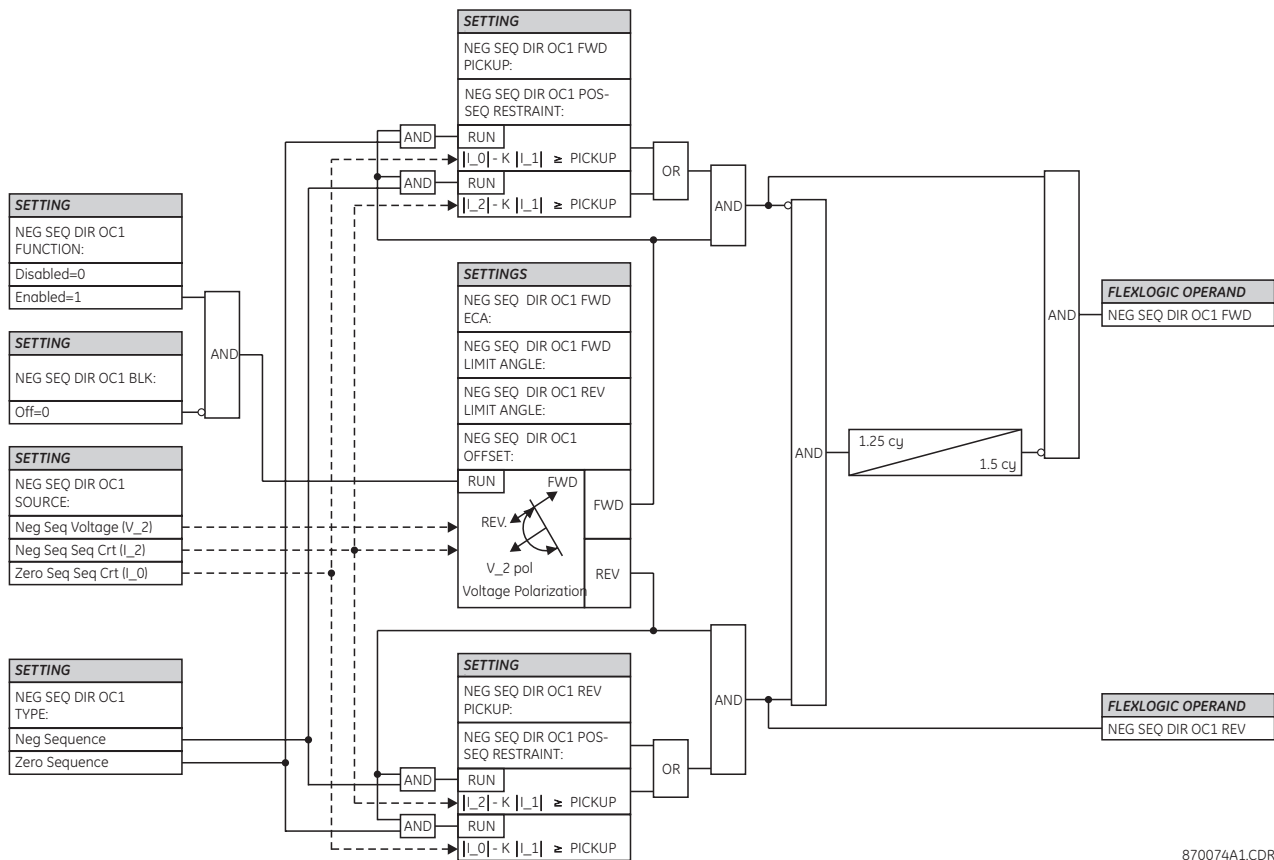 SETTING
NEG SEQ DIR OC1 FWD
PICKUP:
NEG SEQ DIR OC1 POS-
SEQ RESTRAINT:
AND
RUN
|I_0| - K |I_1| ≥ PICKUP
AND
RUN
|I_2| - K |I_1| ≥ PICKUP
OR
AND
SETTING
NEG SEQ DIR OC1
FUNCTION:
Disabled=0
Enabled=1
SETTING
NEG SEQ DIR OC1 BLK:
Off=0
AND
SETTING
NEG SEQ DIR OC1
SOURCE:
Neg Seq Voltage (V_2)
Neg Seq Seq Crt (I_2)
Zero Seq Seq Crt (I_0)
SETTING
NEG SEQ DIR OC1
TYPE:
Neg Sequence
Zero Sequence
SETTINGS
NEG SEQ DIR OC1 FWD
ECA:
NEG SEQ DIR OC1 FWD
LIMIT ANGLE:
NEG SEQ DIR OC1 REV
LIMIT ANGLE:
NEG SEQ DIR OC1
OFFSET:
RUN
FWD
REV.
V_2 pol
Voltage Polarization
FWD
REV
SETTING
NEG SEQ DIR OC1 REV
PICKUP:
NEG SEQ DIR OC1 POS-
SEQ RESTRAINT:
AND
RUN
|I_2| - K |I_1| ≥ PICKUP
AND
RUN
|I_0| - K |I_1| ≥ PICKUP
OR
AND
AND
1.25 cy
1.5 cy
AND
FLEXLOGIC OPERAND
NEG SEQ DIR OC1 FWD
FLEXLOGIC OPERAND
NEG SEQ DIR OC1 REV
870074A1.CDR